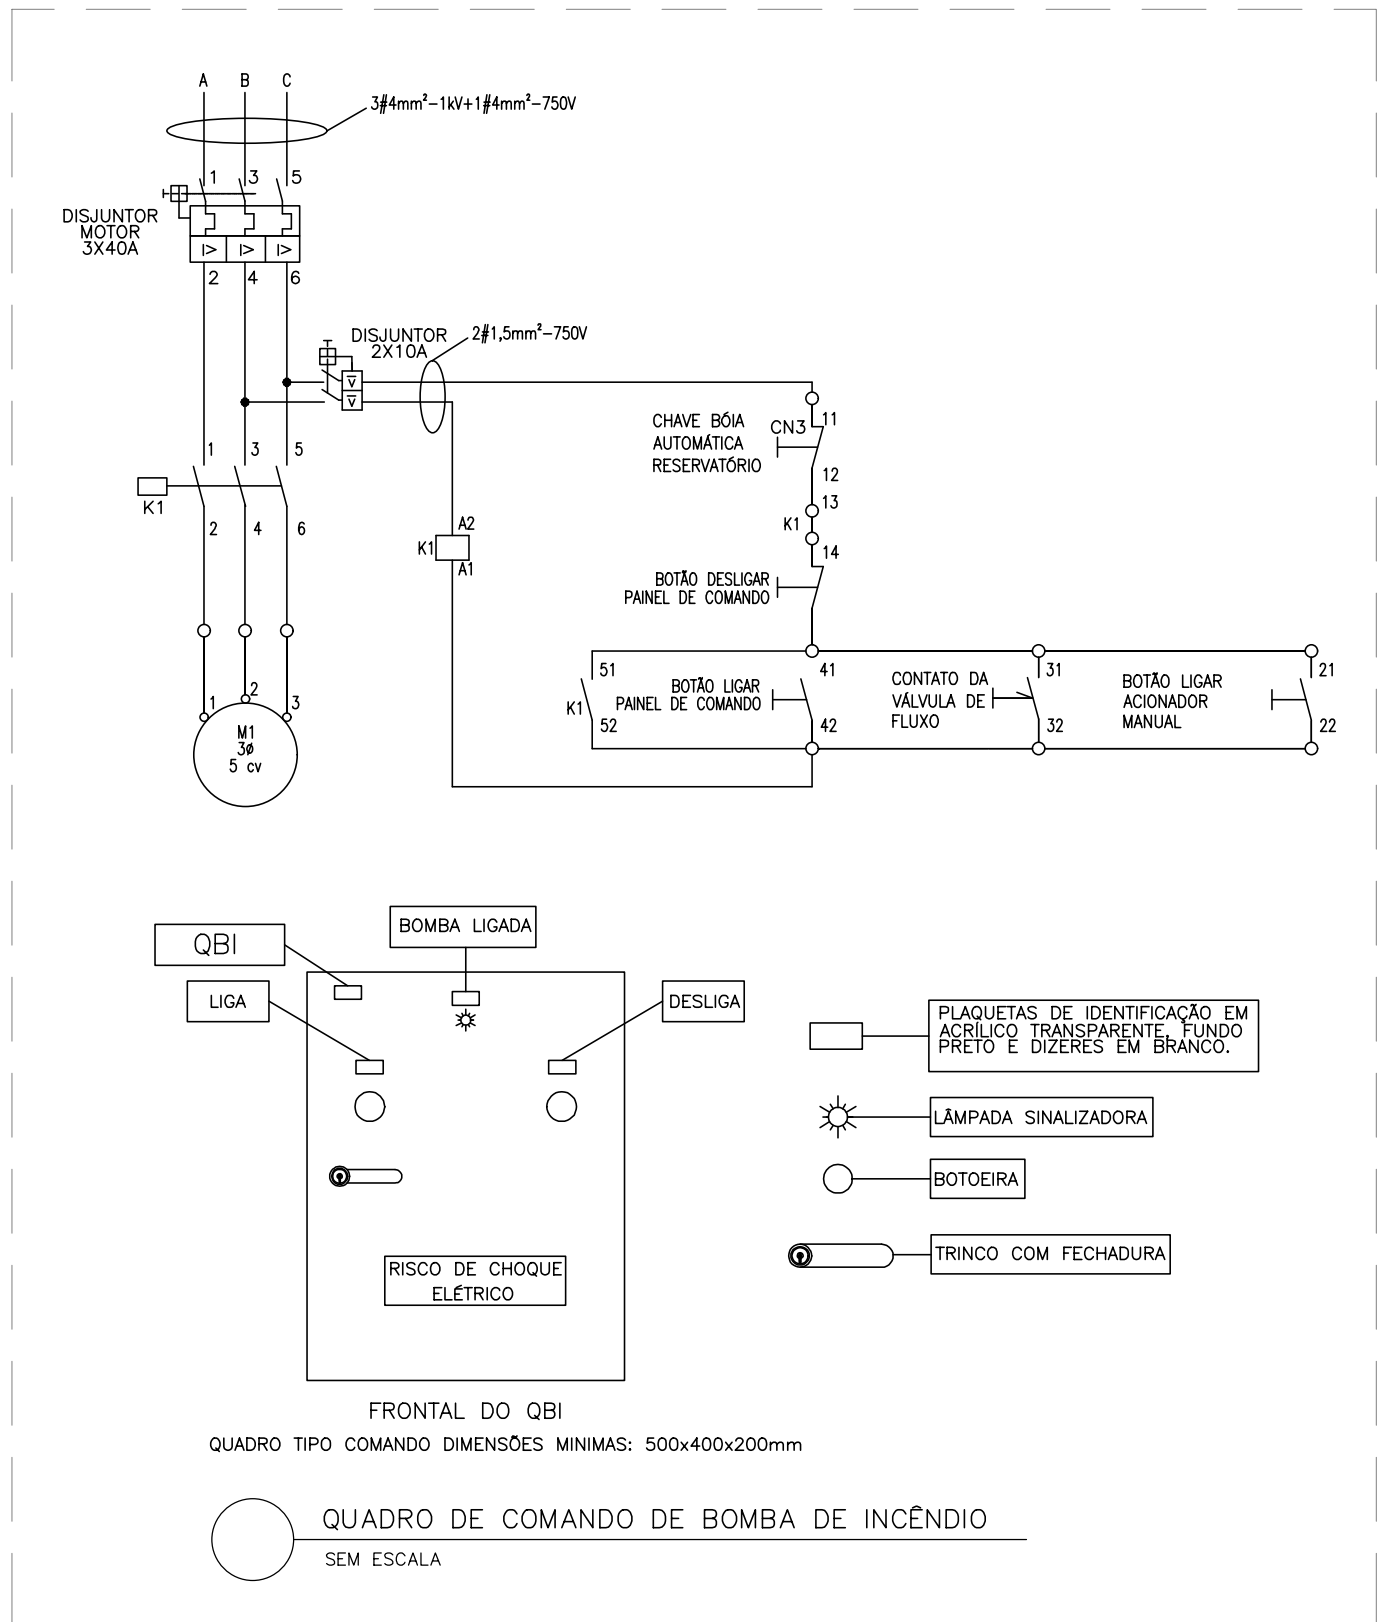 A B C
3#4mm²-1kV+1#4mm²-750V
1 3 5
DISJUNTOR
MOTOR
3X40A
I> I> I>
2 4 6
DISJUNTOR
2X10A
2#1,5mm²-750V
CHAVE BÓIA
AUTOMÁTICA
RESERVATÓRIO
CN3
11
12
13
K1
14
1 3 5
K1
2 4 6
A2
K1
A1
BOTÃO DESLIGAR
PAINEL DE COMANDO
51
K1
52
BOTÃO LIGAR
PAINEL DE COMANDO
41
42
CONTATO DA
VÁLVULA DE
FLUXO
31
32
BOTÃO LIGAR
ACIONADOR
MANUAL
21
22
1 2 3
M1
3ø
5 cv
QBI
BOMBA LIGADA
LIGA
DESLIGA
RISCO DE CHOQUE
ELÉTRICO
PLAQUETAS DE IDENTIFICAÇÃO EM
ACRÍLICO TRANSPARENTE, FUNDO
PRETO E DIZERES EM BRANCO.
LÂMPADA SINALIZADORA
BOTOEIRA
TRINCO COM FECHADURA
FRONTAL DO QBI
QUADRO TIPO COMANDO DIMENSÕES MINIMAS: 500x400x200mm
QUADRO DE COMANDO DE BOMBA DE INCÊNDIO
SEM ESCALA